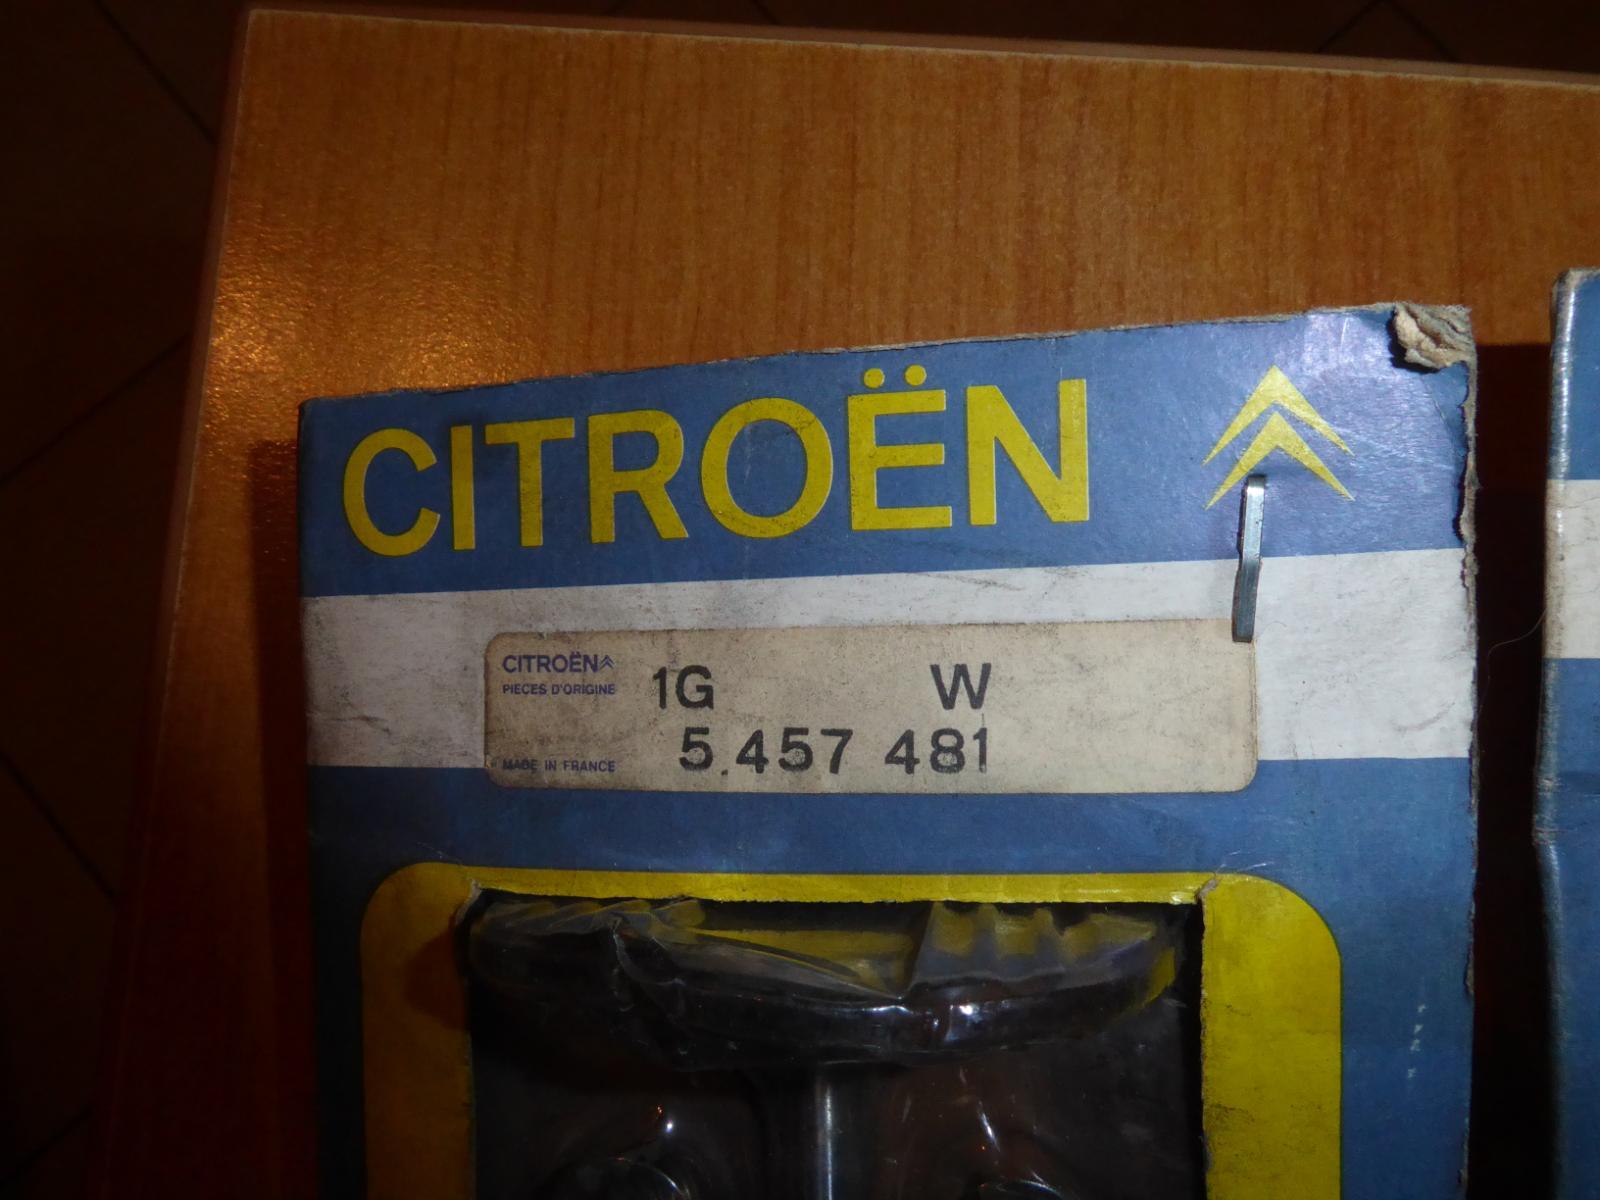 CITROËN
CITROËN
PIECES D'ORIGINE
1G W
5.457 481
MADE IN FRANCE